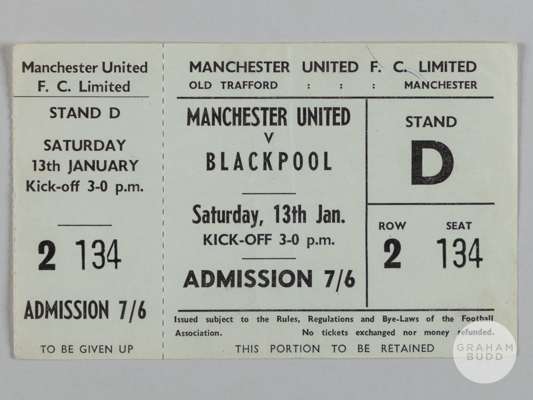 Manchester United
F. C. Limited
STAND D
SATURDAY
13th JANUARY
Kick-off 3-0 p.m.
2 134
ADMISSION 7/6
TO BE GIVEN UP
MANCHESTER UNITED F. C. LIMITED
OLD TRAFFORD : : : MANCHESTER
MANCHESTER UNITED
V
BLACKPOOL
Saturday, 13th Jan.
KICK-OFF 3-0 p.m.
ADMISSION 7/6
STAND
D
ROW SEAT
2 134
Issued subject to the Rules, Regulations and Bye-Laws of the Football
Association. No tickets exchanged nor money refunded.
THIS PORTION TO BE RETAINED
GRAHAM
BUDD